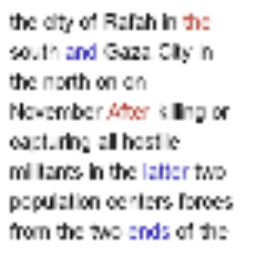 the city of Rafah in the
south and Gaza City in
the north on on
November After killing or
capturing all hostile
militants in the latter two
population centers forces
from the two ends of the